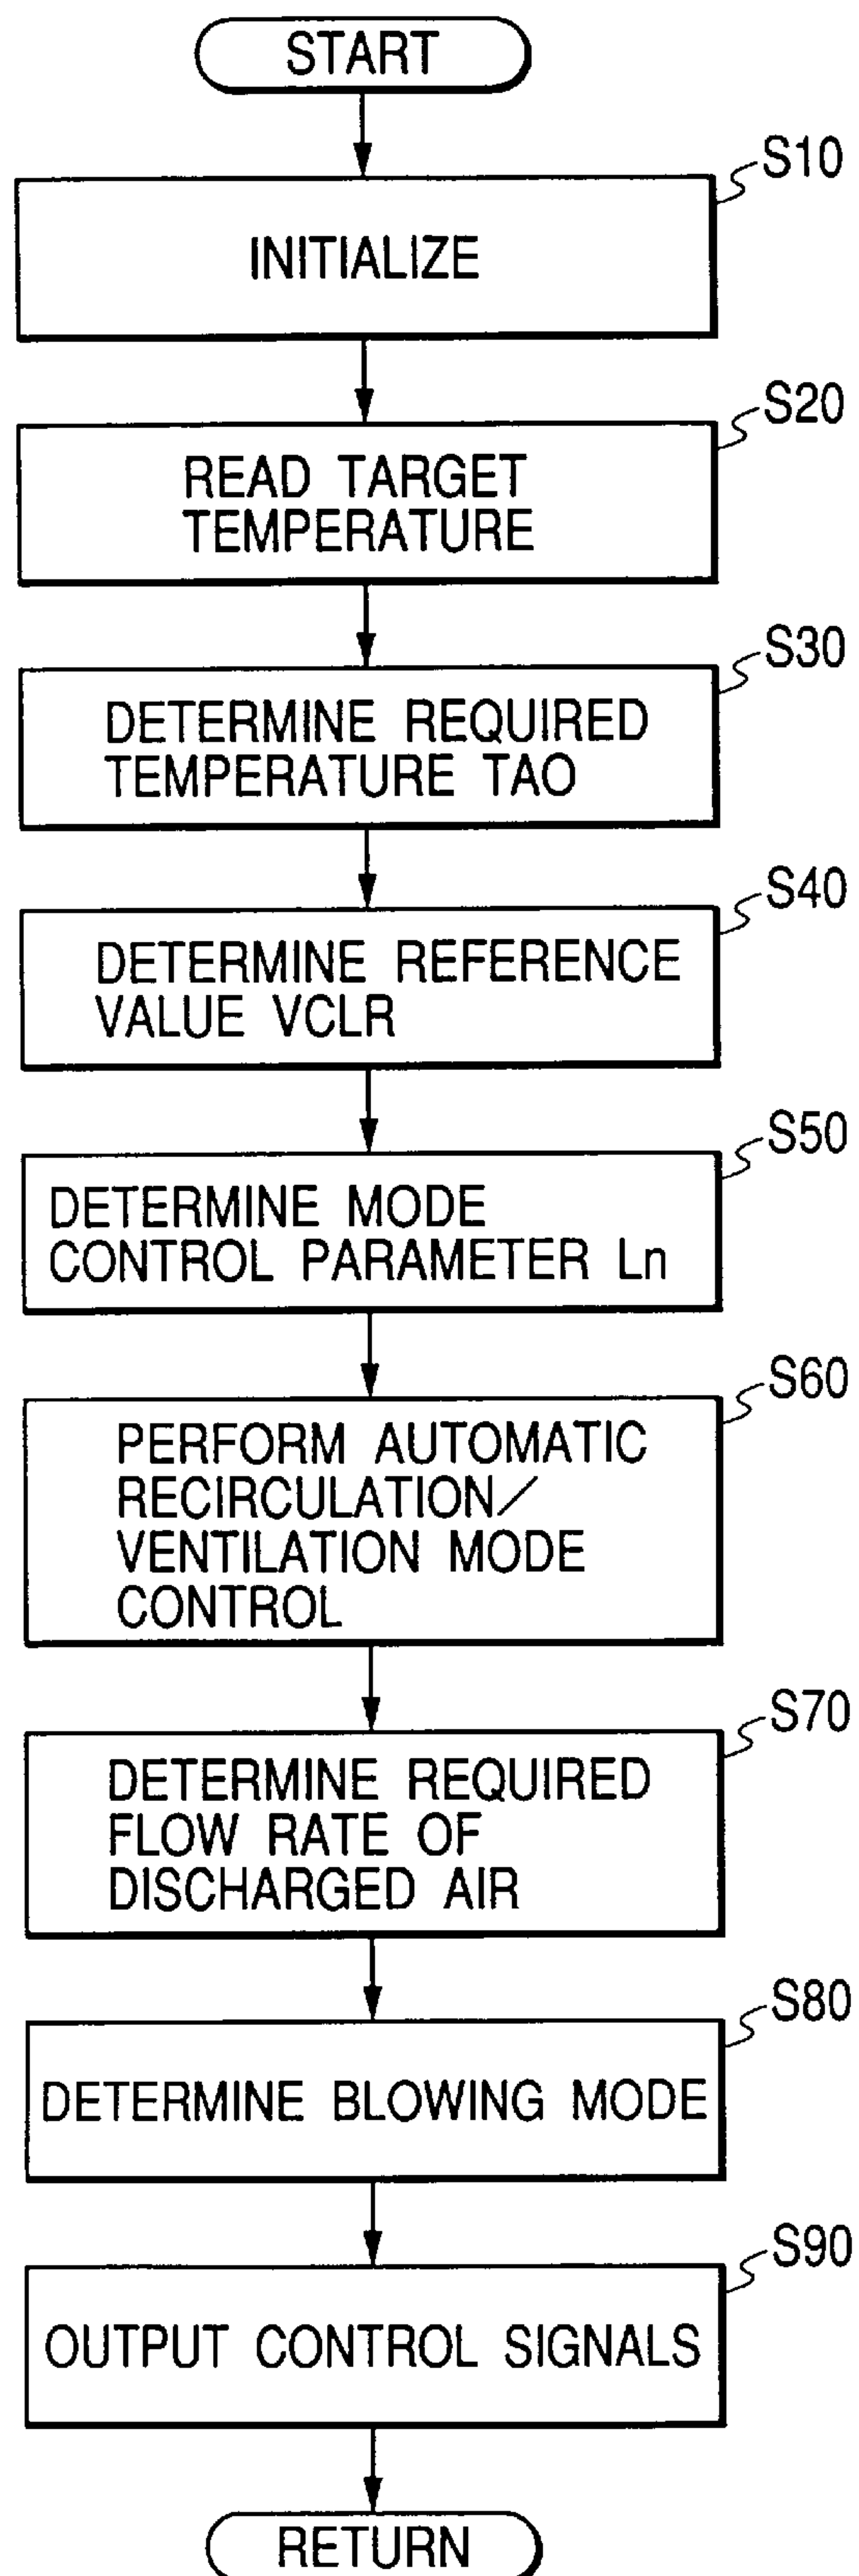 START
S10
INITIALIZE
S20
READ TARGET
TEMPERATURE
S30
DETERMINE REQUIRED
TEMPERATURE TAO
S40
DETERMINE REFERENCE
VALUE VCLR
S50
DETERMINE MODE
CONTROL PARAMETER Ln
S60
PERFORM AUTOMATIC
RECIRCULATION/
VENTILATION MODE
CONTROL
S70
DETERMINE REQUIRED
FLOW RATE OF
DISCHARGED AIR
S80
DETERMINE BLOWING MODE
S90
OUTPUT CONTROL SIGNALS
RETURN